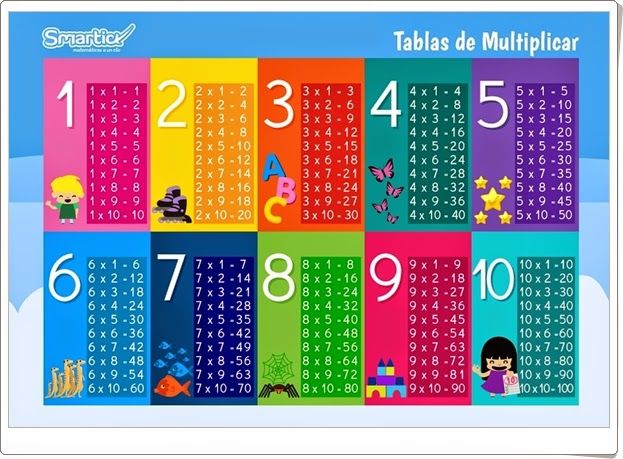 Smartick
matemáticas a un clic
Tablas de Multiplicar
1
1 x 1 - 1
1 x 2 - 2
1 x 3 - 3
1 x 4 - 4
1 x 5 - 5
1 x 6 - 6
1 x 7 - 7
1 x 8 - 8
1 x 9 - 9
1 x 10 - 10
2
2 x 1 - 2
2 x 2 - 4
2 x 3 - 6
2 x 4 - 8
2 x 5 - 10
2 x 6 - 12
2 x 7 - 14
2 x 8 - 16
2 x 9 - 18
2 x 10 - 20
3
A
B
C
3 x 1 - 3
3 x 2 - 6
3 x 3 - 9
3 x 4 - 12
3 x 5 - 15
3 x 6 - 18
3 x 7 - 21
3 x 8 - 24
3 x 9 - 27
3 x 10 - 30
4
4 x 1 - 4
4 x 2 - 8
4 x 3 - 12
4 x 4 - 16
4 x 5 - 20
4 x 6 - 24
4 x 7 - 28
4 x 8 - 32
4 x 9 - 36
4 x 10 - 40
5
5 x 1 - 5
5 x 2 - 10
5 x 3 - 15
5 x 4 - 20
5 x 5 - 25
5 x 6 - 30
5 x 7 - 35
5 x 8 - 40
5 x 9 - 45
5 x 10 - 50
6
6 x 1 - 6
6 x 2 - 12
6 x 3 - 18
6 x 4 - 24
6 x 5 - 30
6 x 6 - 36
6 x 7 - 42
6 x 8 - 48
6 x 9 - 54
6 x 10 - 60
7
7 x 1 - 7
7 x 2 - 14
7 x 3 - 21
7 x 4 - 28
7 x 5 - 35
7 x 6 - 42
7 x 7 - 49
7 x 8 - 56
7 x 9 - 63
7 x 10 - 70
8
8 x 1 - 8
8 x 2 - 16
8 x 3 - 24
8 x 4 - 32
8 x 5 - 40
8 x 6 - 48
8 x 7 - 56
8 x 8 - 64
8 x 9 - 72
8 x 10 - 80
9
9 x 1 - 9
9 x 2 - 18
9 x 3 - 27
9 x 4 - 36
9 x 5 - 45
9 x 6 - 54
9 x 7 - 63
9 x 8 - 72
9 x 9 - 81
9 x 10 - 90
10
10
10 x 1 - 10
10 x 2 - 20
10 x 3 - 30
10 x 4 - 40
10 x 5 - 50
10 x 6 - 60
10 x 7 - 70
10 x 8 - 80
10 x 9 - 90
10 x 10 - 100